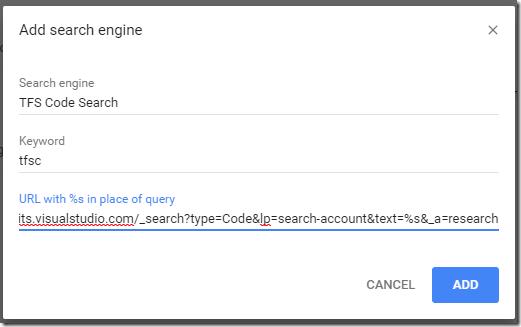 Add search engine
Search engine
TFS Code Search
Keyword
tfsc
URL with %s in place of query
its.visualstudio.com/_search?type=Code&lp=search-account&text=%s&_a=research
CANCEL
ADD